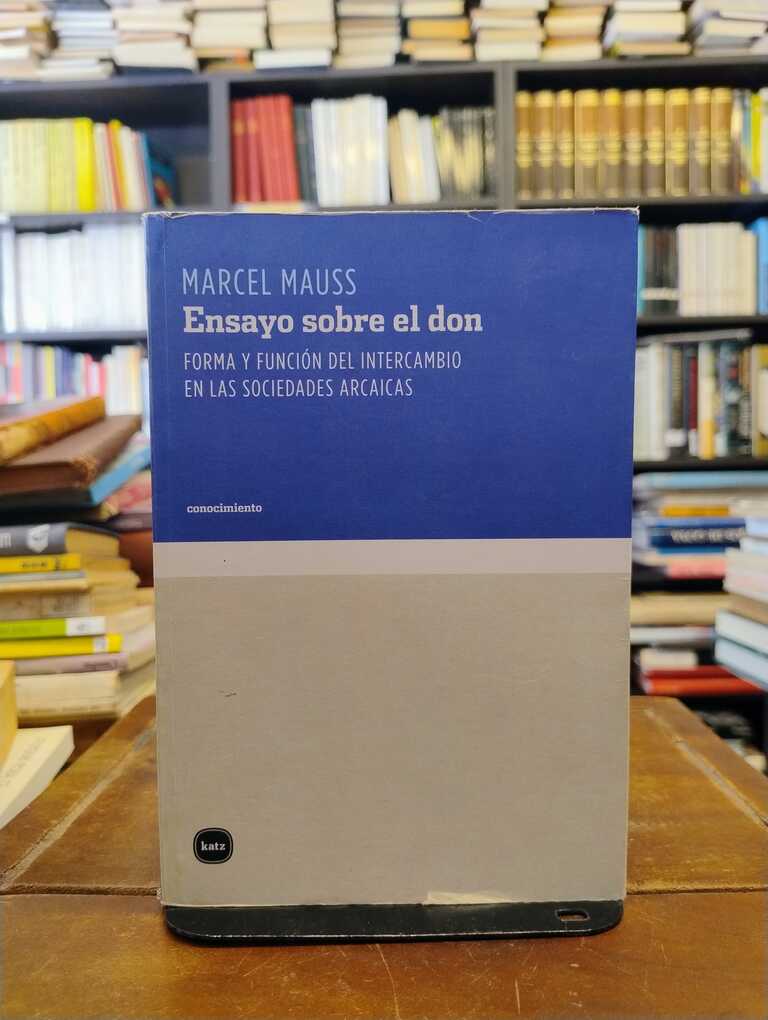 MARCEL MAUSS
Ensayo sobre el don
FORMA Y FUNCIÓN DEL INTERCAMBIO
EN LAS SOCIEDADES ARCAICAS
conocimiento
katz